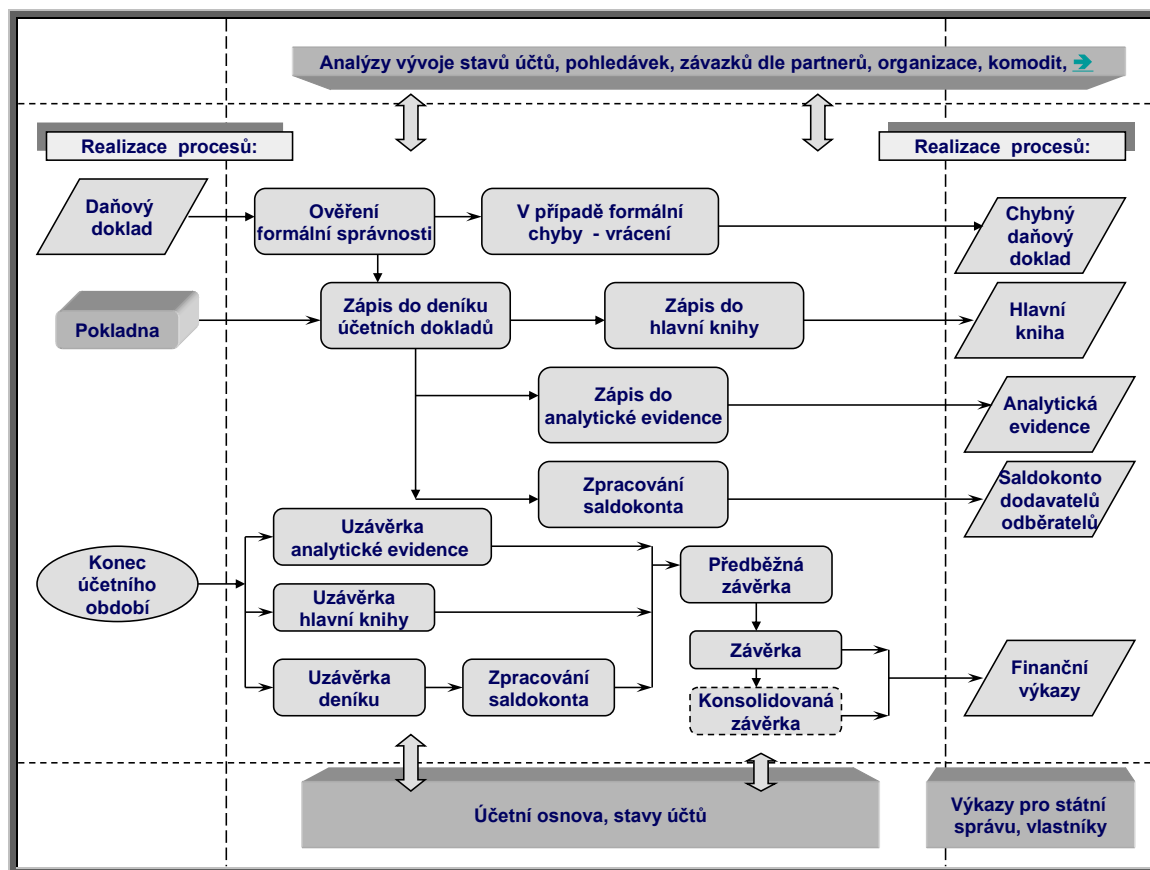 Analýzy vývoje stavů účtů, pohledávek, závazků dle partnerů, organizace, komodit, ➔
Realizace procesů:
Realizace procesů:
Daňový
doklad
Ověření
formální správnosti
V případě formální
chyby - vrácení
Chybný
daňový
doklad
Pokladna
Zápis do deníku
účetních dokladů
Zápis do
hlavní knihy
Hlavní
kniha
Zápis do
analytické evidence
Analytická
evidence
Zpracování
saldokonta
Saldokonto
dodavatelů
odběratelů
Konec
účetního
období
Uzávěrka
analytické evidence
Předběžná
závěrka
Uzávěrka
hlavní knihy
Závěrka
Uzávěrka
deníku
Zpracování
saldokonta
Konsolidovaná
závěrka
Finanční
výkazy
Účetní osnova, stavy účtů
Výkazy pro státní
správu, vlastníky